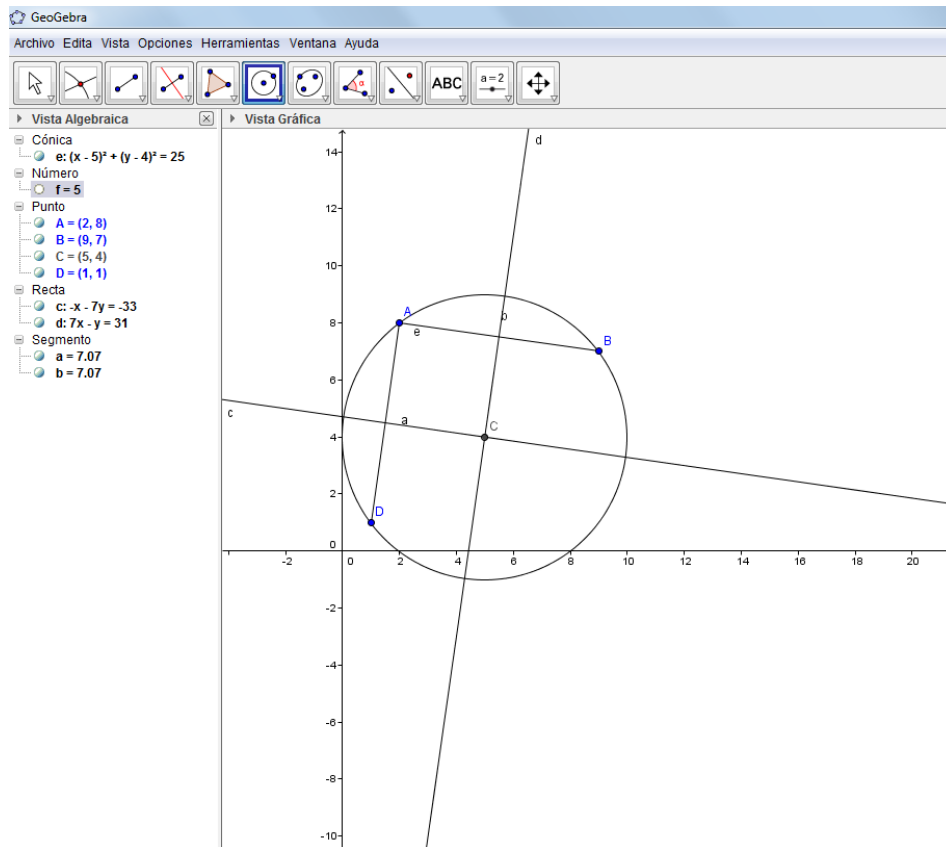 GeoGebra
Archivo Edita Vista Opciones Herramientas Ventana Ayuda
ABC a = 2
Vista Algebraica
Vista Gráfica
Cónica
e: (x - 5)² + (y - 4)² = 25
Número
f = 5
Punto
A = (2, 8)
B = (9, 7)
C = (5, 4)
D = (1, 1)
Recta
c: -x - 7y = -33
d: 7x - y = 31
Segmento
a = 7.07
b = 7.07
14
d
12
10
A
b
8
e
B
6
c
a
C
4
2
D
0
-2 0 2 4 6 8 10 12 14 16 18 20
-2
-4
-6
-8
-10